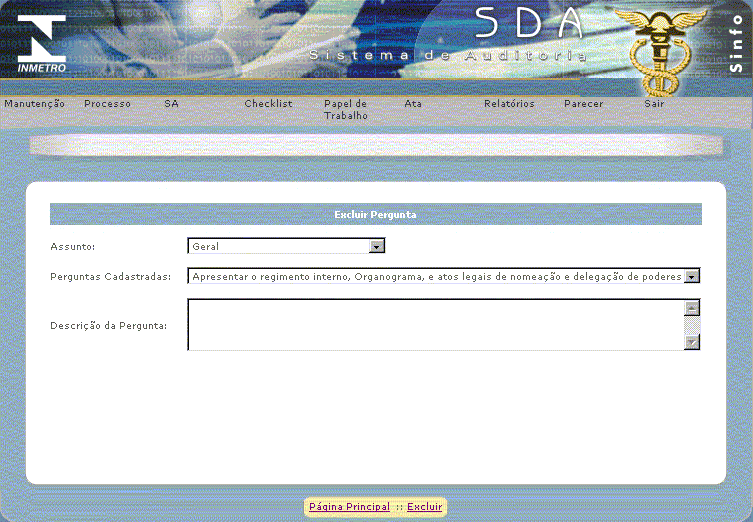 INMETRO
SDA
Sistema de Auditoria
Sinfo
Manutenção Processo SA Checklist Papel de Trabalho Ata Relatórios Parecer Sair
Excluir Pergunta
Assunto: Geral
Perguntas Cadastradas: Apresentar o regimento interno, Organograma, e atos legais de nomeação e delegação de poderes
Descrição da Pergunta:
Página Principal :: Excluir